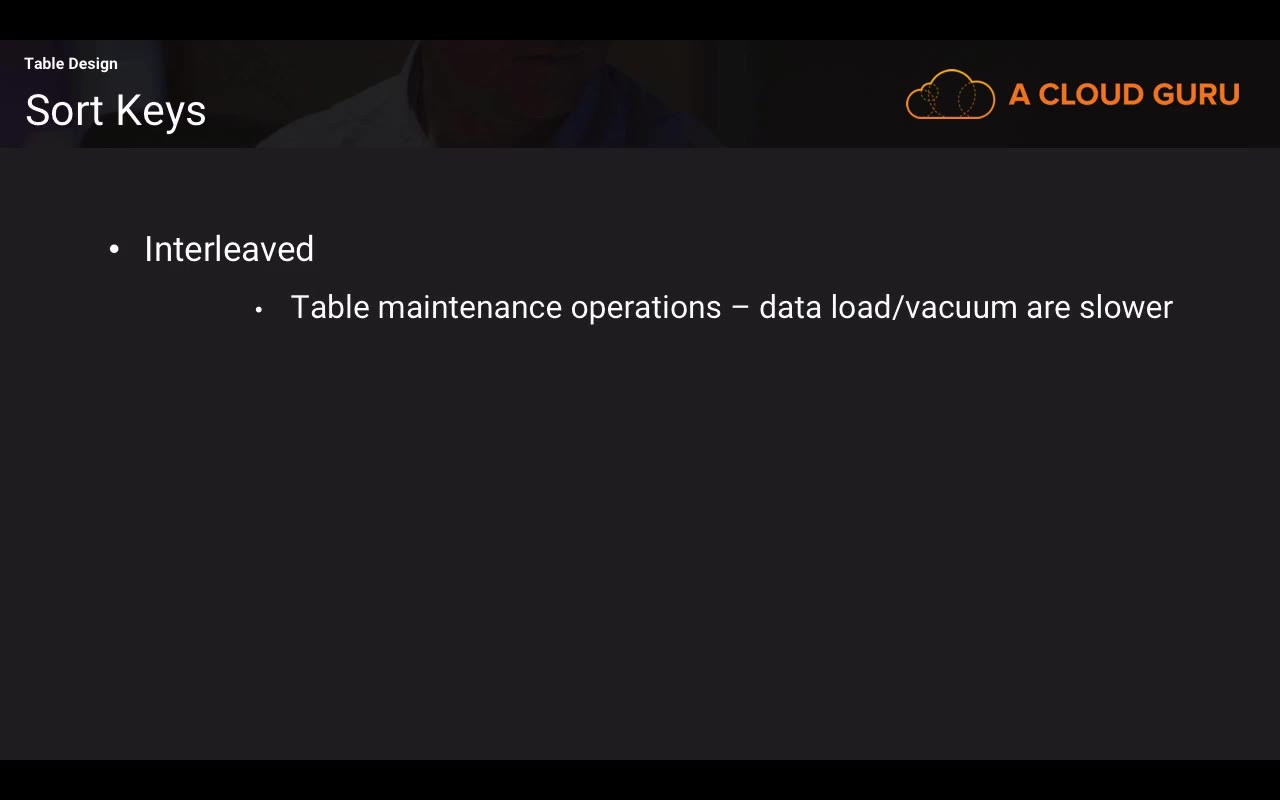 Table Design
Sort Keys
A CLOUD GURU
• Interleaved
• Table maintenance operations – data load/vacuum are slower